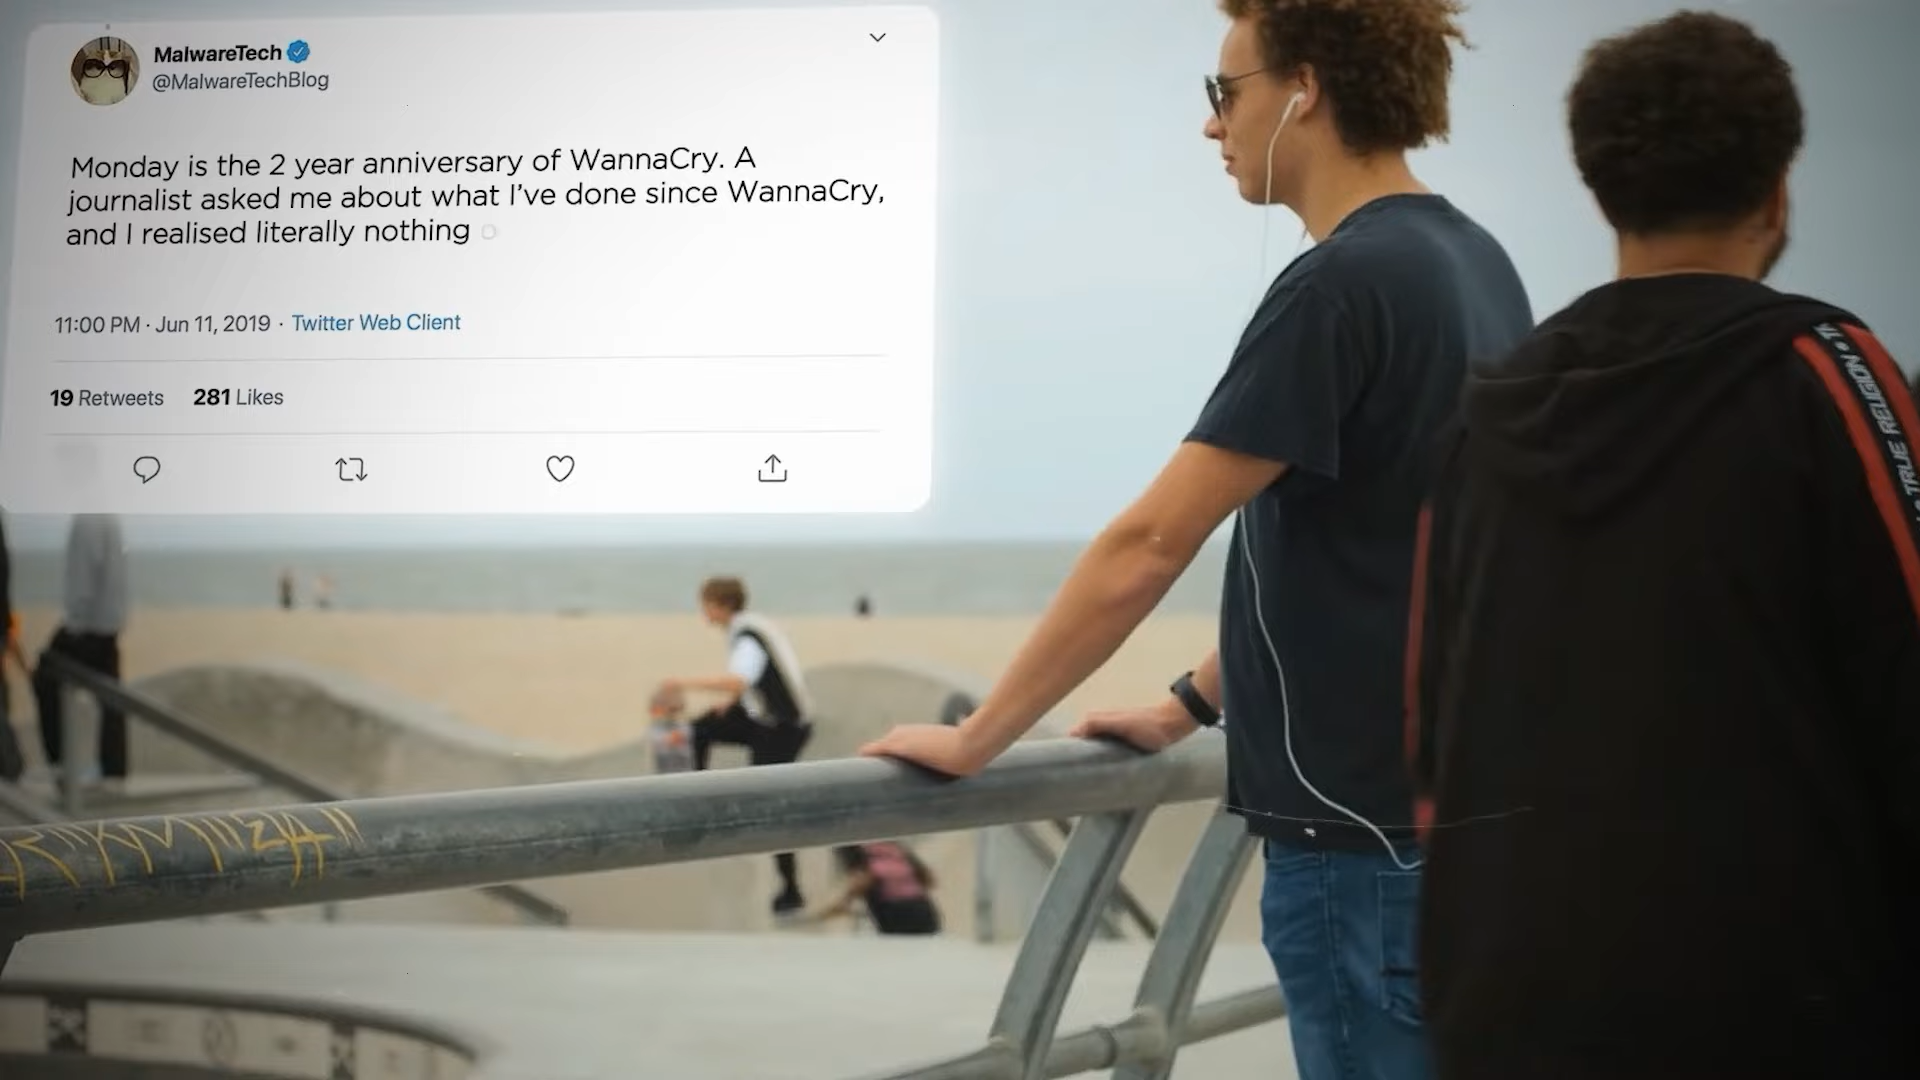 MalwareTech
@MalwareTechBlog
Monday is the 2 year anniversary of WannaCry. A
journalist asked me about what I've done since WannaCry,
and I realised literally nothing
11:00 PM · Jun 11, 2019 · Twitter Web Client
19 Retweets 281 Likes
TRUE RELIGION